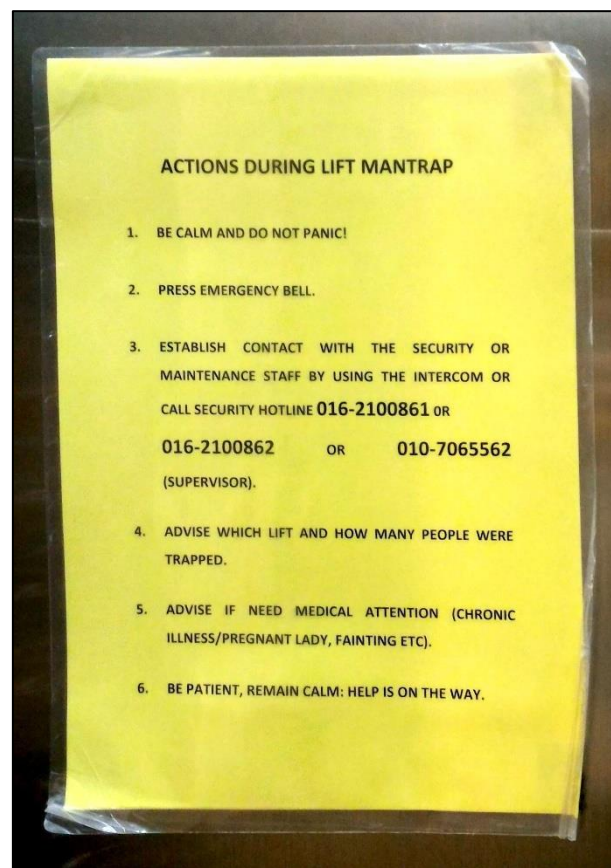 ACTIONS DURING LIFT MANTRAP
1. BE CALM AND DO NOT PANIC!
2. PRESS EMERGENCY BELL.
3. ESTABLISH CONTACT WITH THE SECURITY OR
MAINTENANCE STAFF BY USING THE INTERCOM OR
CALL SECURITY HOTLINE 016-2100861 OR
016-2100862 OR 010-7065562
(SUPERVISOR).
4. ADVISE WHICH LIFT AND HOW MANY PEOPLE WERE
TRAPPED.
5. ADVISE IF NEED MEDICAL ATTENTION (CHRONIC
ILLNESS/PREGNANT LADY, FAINTING ETC).
6. BE PATIENT, REMAIN CALM: HELP IS ON THE WAY.